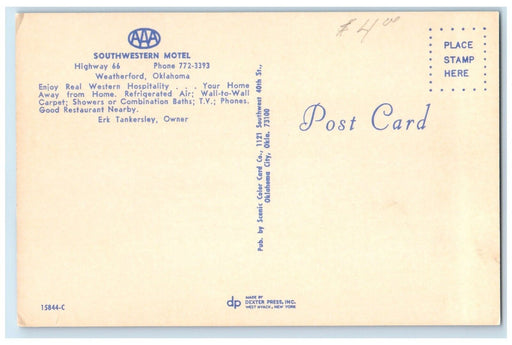 AAA
SOUTHWESTERN MOTEL
Highway 66 Phone 772-3393
Weatherford, Oklahoma
Enjoy Real Western Hospitality . . . Your Home
Away from Home. Refrigerated Air; Wall-to-Wall
Carpet; Showers or Combination Baths; T.V.; Phones.
Good Restaurant Nearby.
Erk Tankersley, Owner
Pub. by Scenic Color Card Co., 1121 Southwest 40th St.,
Oklahoma City, Okla. 73100
$4.00
PLACE
STAMP
HERE
Post Card
15844-C
dp
MADE BY
DEXTER PRESS, INC.
WEST NYACK, NEW YORK